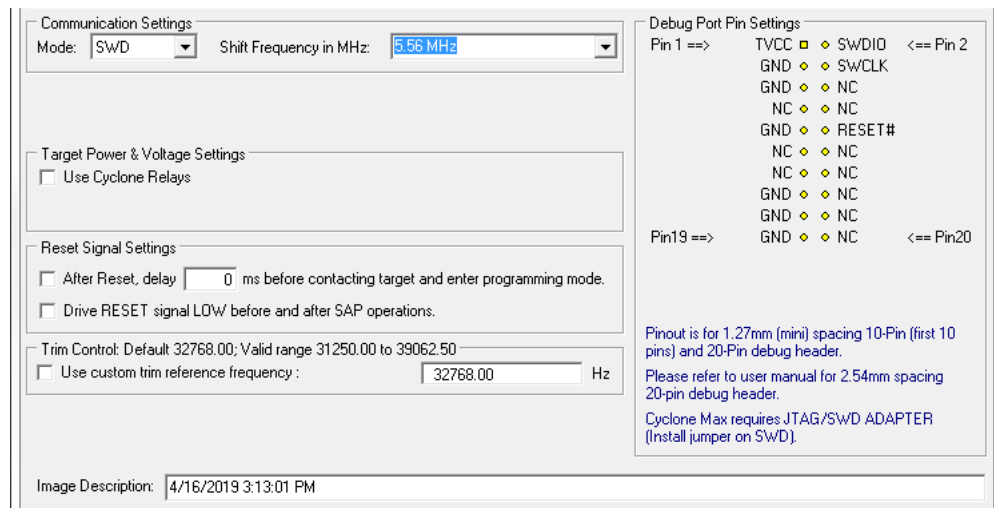 Communication Settings
Mode: SWD Shift Frequency in MHz: 5.56 MHz
Target Power & Voltage Settings
Use Cyclone Relays
Reset Signal Settings
After Reset, delay 0 ms before contacting target and enter programming mode.
Drive RESET signal LOW before and after SAP operations.
Trim Control: Default 32768.00; Valid range 31250.00 to 39062.50
Use custom trim reference frequency : 32768.00 Hz
Debug Port Pin Settings
Pin 1 ==> TVCC SWDIO <== Pin 2
GND SWCLK
GND NC
NC NC
GND RESET#
NC NC
NC NC
GND NC
GND NC
Pin19 ==> GND NC <== Pin20
Pinout is for 1.27mm (mini) spacing 10-Pin (first 10
pins) and 20-Pin debug header.
Please refer to user manual for 2.54mm spacing
20-pin debug header.
Cyclone Max requires JTAG/SWD ADAPTER
(Install jumper on SWD).
Image Description: 4/16/2019 3:13:01 PM